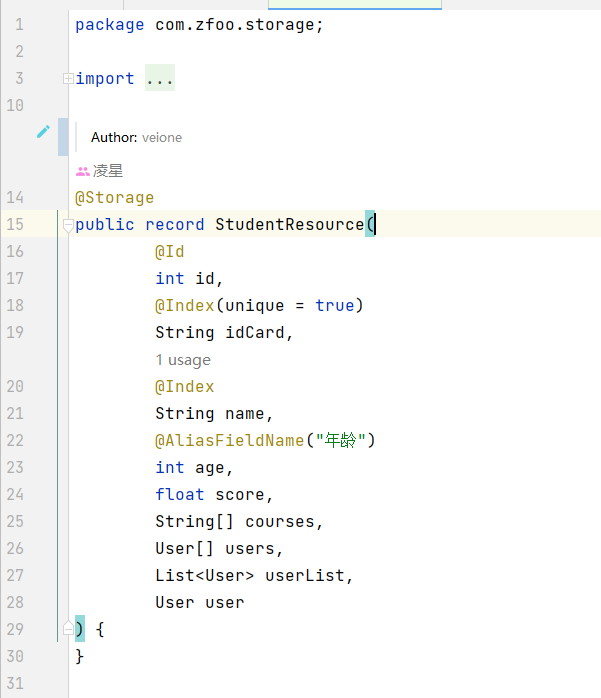 1 package com.zfoo.storage;
2
3 import ...
10
Author: veione
凌星
14 @Storage
15 public record StudentResource(
16 @Id
17 int id,
18 @Index(unique = true)
19 String idCard,
1 usage
20 @Index
21 String name,
22 @AliasFieldName("年龄")
23 int age,
24 float score,
25 String[] courses,
26 User[] users,
27 List<User> userList,
28 User user
29 ) {
30 }
31